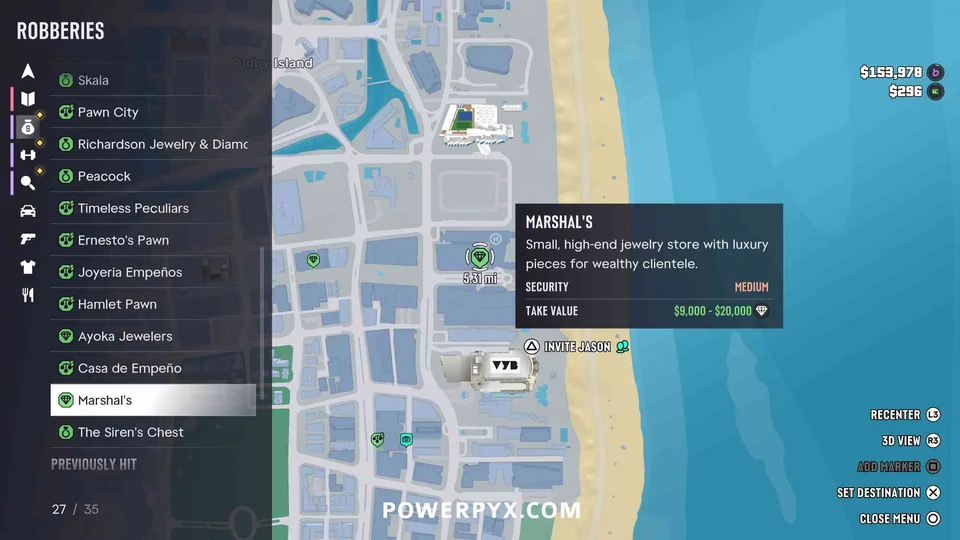 ROBBERIES
Skala
Pawn City
Richardson Jewelry & Diamo
Peacock
Timeless Peculiars
Ernesto's Pawn
Joyeria Empeños
Hamlet Pawn
Ayoka Jewelers
Casa de Empeño
Marshal's
The Siren's Chest
PREVIOUSLY HIT
27 / 35
Island
H
5.31 mi
MARSHAL'S
Small, high-end jewelry store with luxury
pieces for wealthy clientele.
SECURITY MEDIUM
TAKE VALUE $9,000 - $20,000
INVITE JASON
VYB
$153,978
$296
RECENTER L3
3D VIEW R3
ADD MARKER
SET DESTINATION
CLOSE MENU
POWERPYX.COM